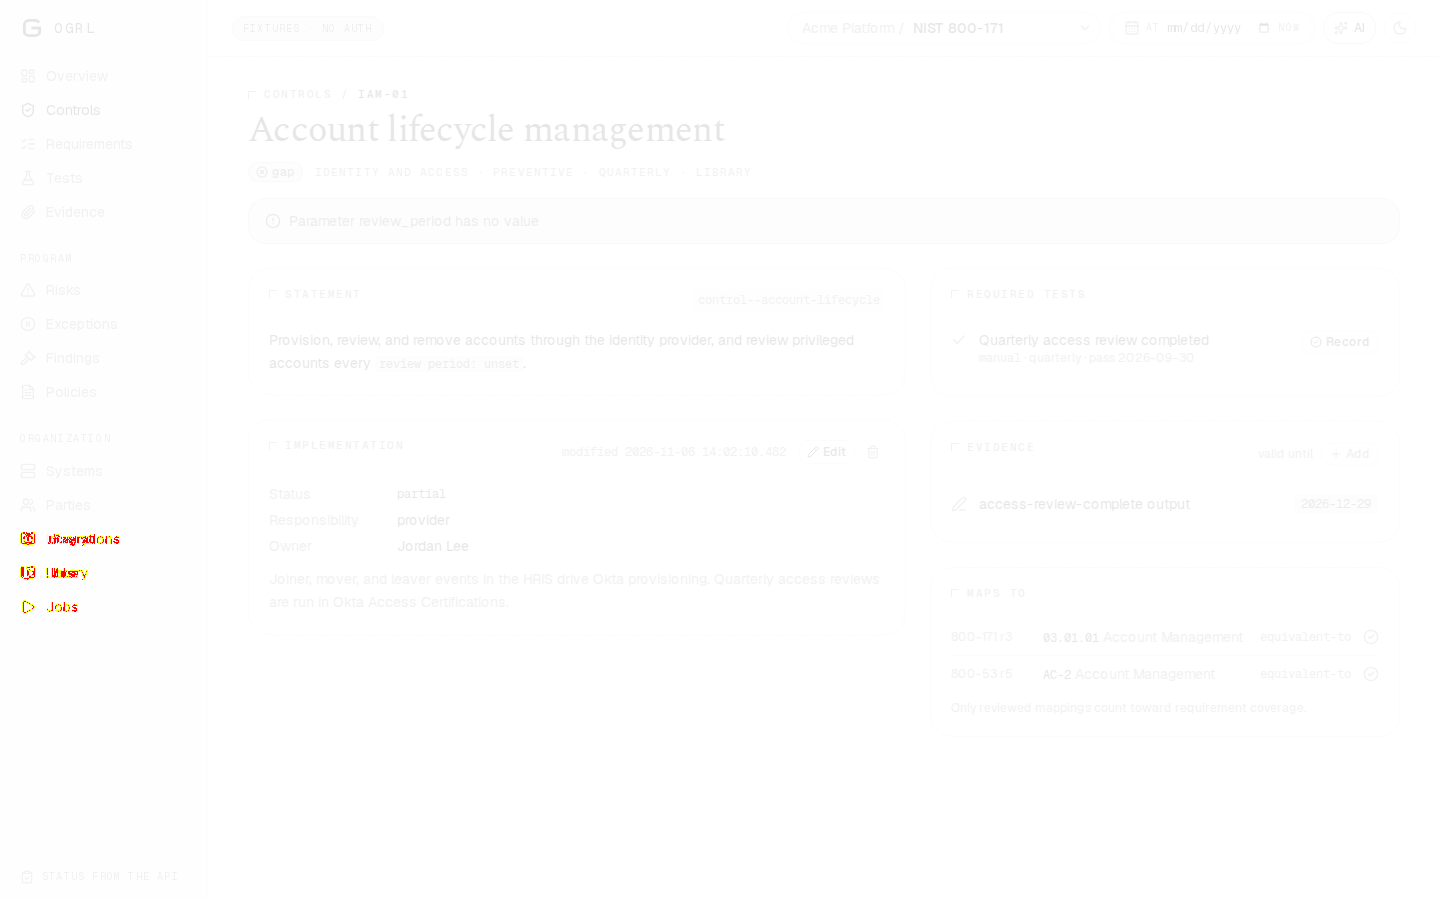 OGRL
FIXTURES NO AUTH
Acme Platform / NIST 800-171
AT mm/dd/yyyy NOW
AI
Overview
Controls
Requirements
Tests
Evidence
PROGRAM
Risks
Exceptions
Findings
Policies
ORGANIZATION
Systems
Parties
Jobs
STATUS FROM THE API
CONTROLS / IAM-01
Account lifecycle management
gap IDENTITY AND ACCESS · PREVENTIVE · QUARTERLY · LIBRARY
Parameter review_period has no value
STATEMENT
control--account-lifecycle
Provision, review, and remove accounts through the identity provider, and review privileged
accounts every review period: unset.
IMPLEMENTATION
modified 2026-11-06 14:02:10.482 Edit
Status partial
Responsibility provider
Owner Jordan Lee
Joiner, mover, and leaver events in the HRIS drive Okta provisioning. Quarterly access reviews
are run in Okta Access Certifications.
REQUIRED TESTS
Quarterly access review completed
manual · quarterly · pass 2026-09-30
Record
EVIDENCE
valid until + Add
access-review-complete output 2026-12-29
MAPS TO
800-171r3 03.01.01 Account Management equivalent-to
800-53r5 AC-2 Account Management equivalent-to
Only reviewed mappings count toward requirement coverage.